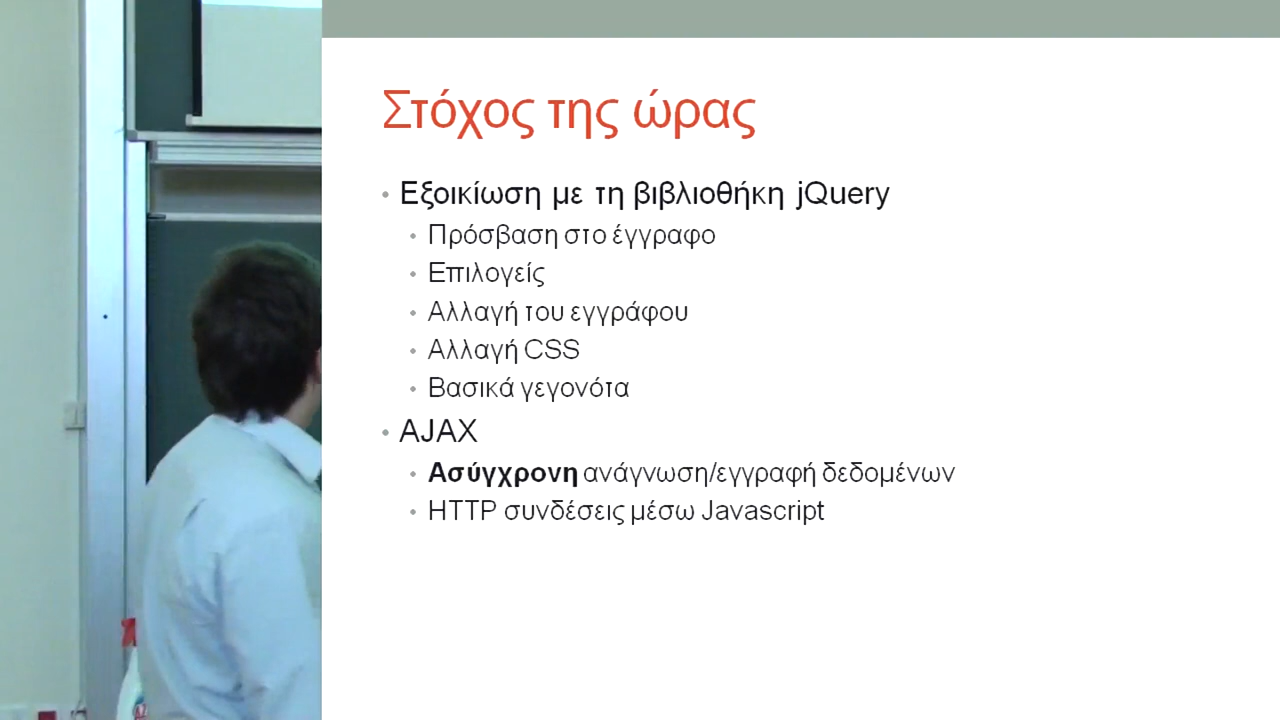 Στόχος της ώρας
• Εξοικίωση με τη βιβλιοθήκη jQuery
• Πρόσβαση στο έγγραφο
• Επιλογείς
• Αλλαγή του εγγράφου
• Αλλαγή CSS
• Βασικά γεγονότα
• AJAX
• Ασύγχρονη ανάγνωση/εγγραφή δεδομένων
• HTTP συνδέσεις μέσω Javascript